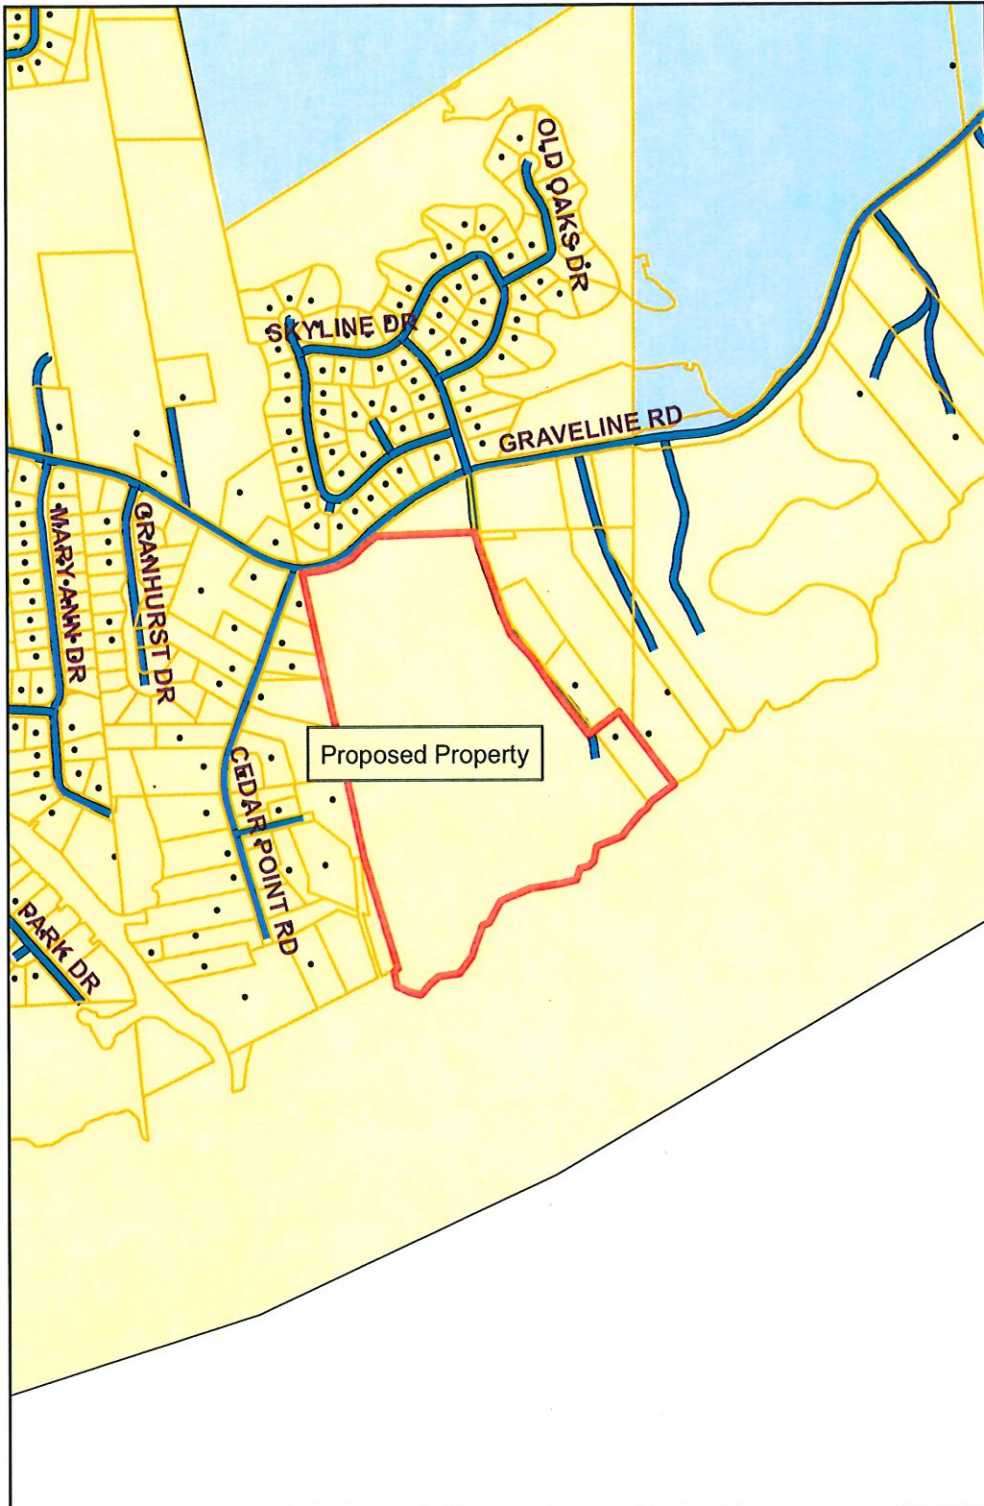 OLD OAKS DR
SKYLINE DR
GRAVELINE RD
MARY ANN DR
GRANHURST DR
Proposed Property
CEDAR POINT RD
PARK DR